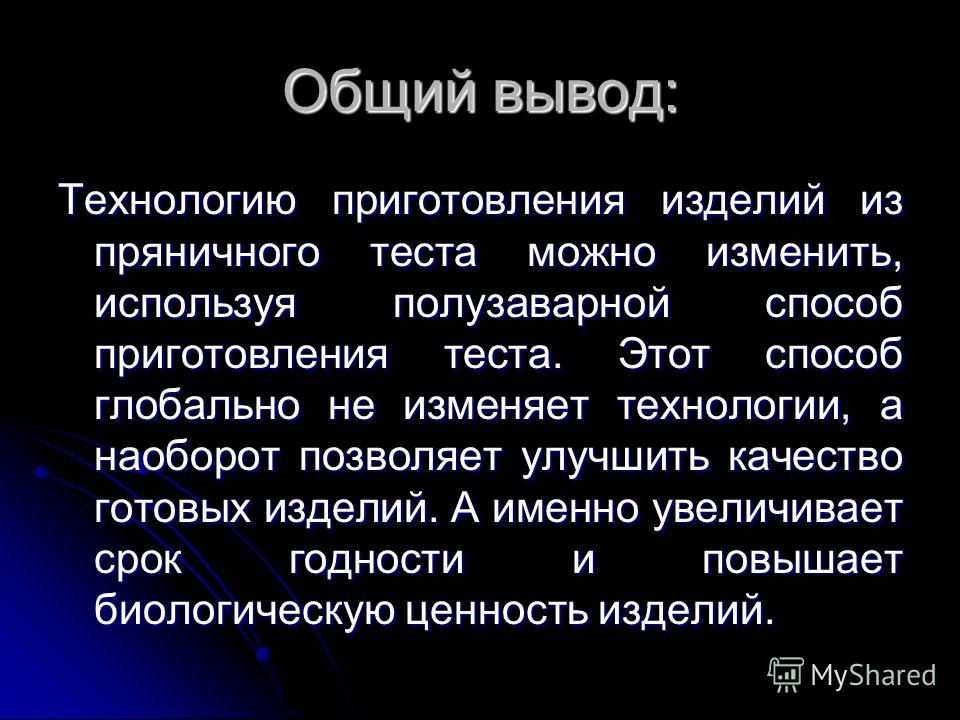 Общий вывод:
Технологию приготовления изделий из
пряничного теста можно изменить,
используя полузаварной способ
приготовления теста. Этот способ
глобально не изменяет технологии, а
наоборот позволяет улучшить качество
готовых изделий. А именно увеличивает
срок годности и повышает
биологическую ценность изделий.
MyShared